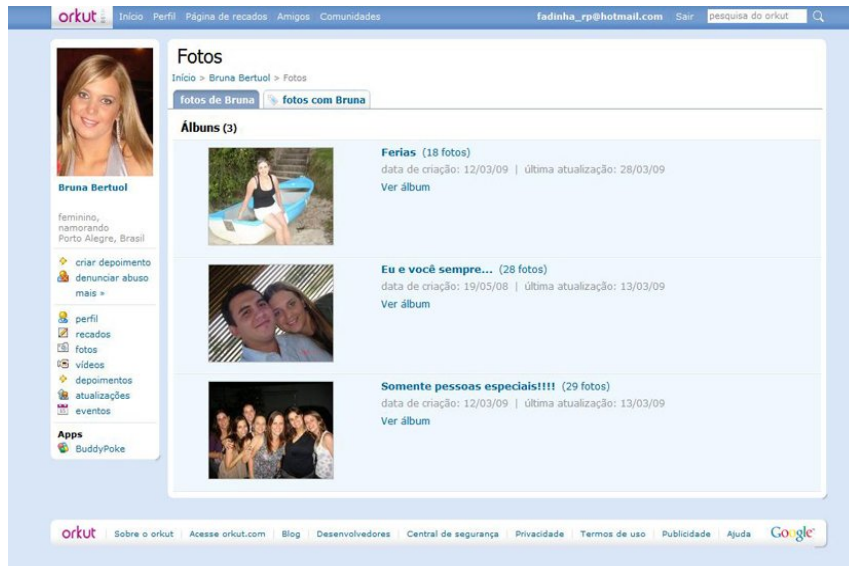 orkut Início Perfil Página de recados Amigos Comunidades fadinha_rp@hotmail.com Sair pesquisa do orkut
Fotos
Início > Bruna Bertuol > Fotos
fotos de Bruna fotos com Bruna
Álbuns (3)
Ferias (18 fotos)
data de criação: 12/03/09 | última atualização: 28/03/09
Ver álbum
Eu e você sempre... (28 fotos)
data de criação: 19/05/08 | última atualização: 13/03/09
Ver álbum
Somente pessoas especiais!!!! (29 fotos)
data de criação: 12/03/09 | última atualização: 13/03/09
Ver álbum
Bruna Bertuol
feminino,
namorando
Porto Alegre, Brasil
criar depoimento
denunciar abuso
mais »
perfil
recados
fotos
vídeos
depoimentos
atualizações
eventos
Apps
BuddyPoke
orkut Sobre o orkut Acesse orkut.com Blog Desenvolvedores Central de segurança Privacidade Termos de uso Publicidade Ajuda Google